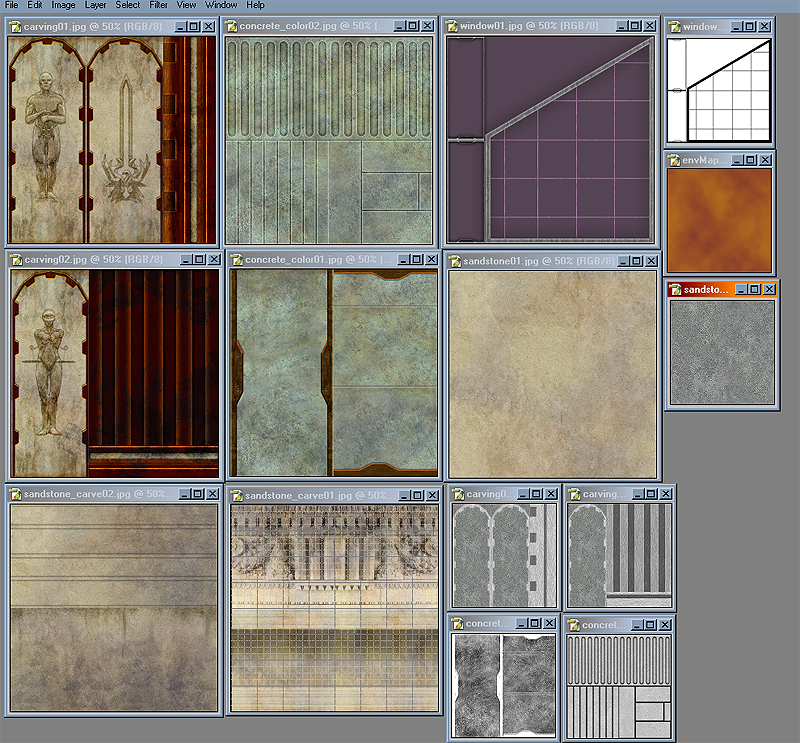 File Edit Image Layer Select Filter View Window Help
carving01.jpg @ 50% (RGB/8)
concrete_color02.jpg @ 50% (...
window01.jpg @ 50% (RGB/8)
window...
envMap...
carving02.jpg @ 50% (RGB/8)
concrete_color01.jpg @ 50% (...
sandstone01.jpg @ 50% (RGB/8)
sandsto...
sandstone_carve02.jpg @ 50%...
sandstone_carve01.jpg @ 50%...
carving0...
carving...
concret...
concret...